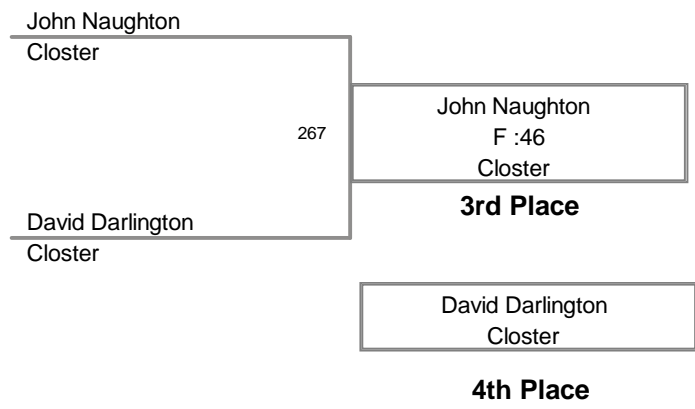 John Naughton
Closter
267
John Naughton
F :46
Closter
3rd Place
David Darlington
Closter
David Darlington
Closter
4th Place